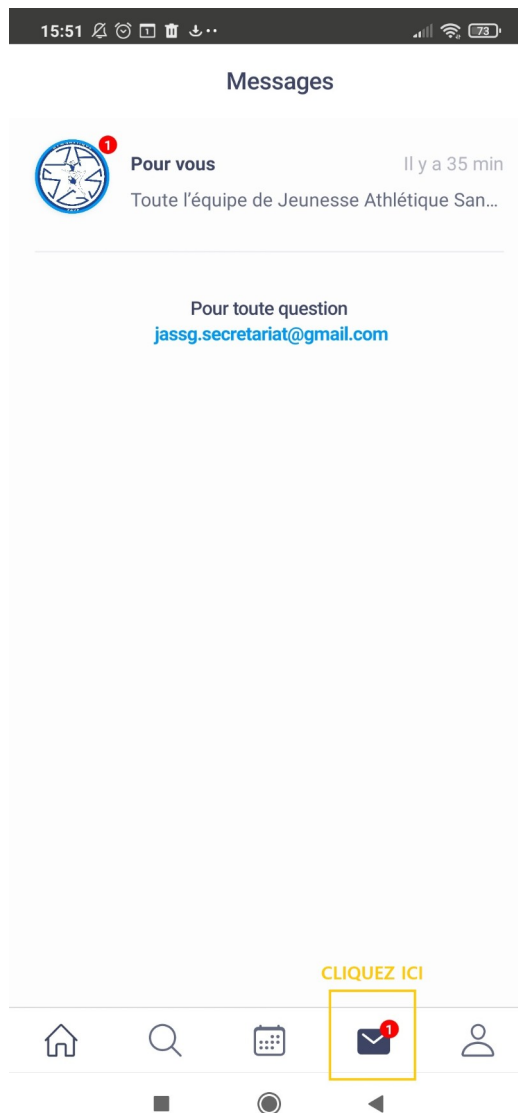 15:51
73
Messages
1
Pour vous
Il y a 35 min
Toute l'équipe de Jeunesse Athlétique San...
Pour toute question
jassg.secretariat@gmail.com
CLIQUEZ ICI
1